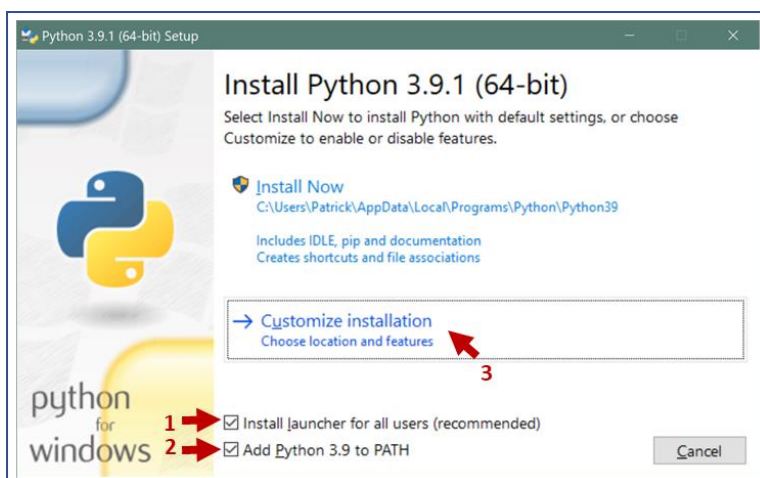 Python 3.9.1 (64-bit) Setup
Install Python 3.9.1 (64-bit)
Select Install Now to install Python with default settings, or choose
Customize to enable or disable features.
Install Now
C:\Users\Patrick\AppData\Local\Programs\Python\Python39
Includes IDLE, pip and documentation
Creates shortcuts and file associations
→ Customize installation
Choose location and features
3
python
for
windows
1
Install launcher for all users (recommended)
2
Add Python 3.9 to PATH
Cancel